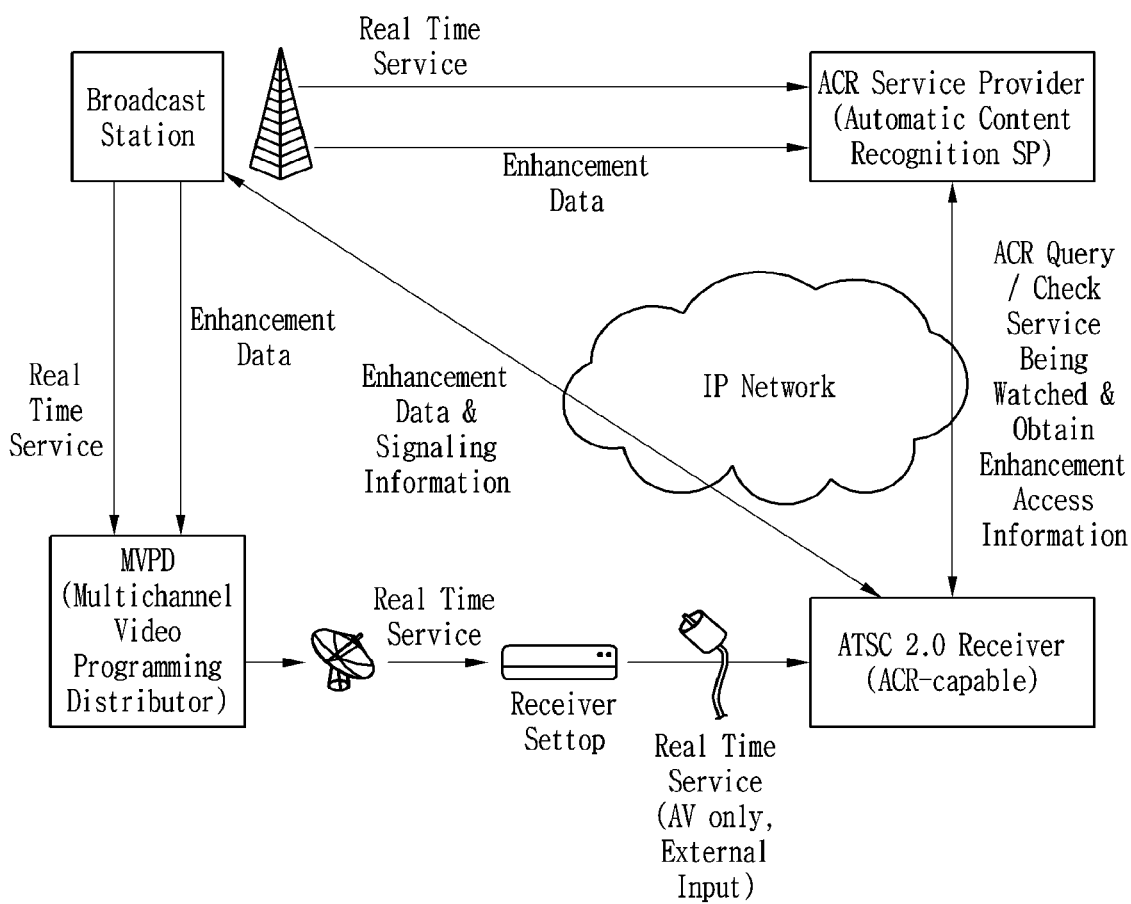 Real Time
Service
Broadcast
Station
ACR Service Provider
(Automatic Content
Recognition SP)
Enhancement
Data
Enhancement
Data
Real
Time
Service
Enhancement
Data &
Signaling
Information
IP Network
ACR Query
/ Check
Service
Being
Watched &
Obtain
Enhancement
Access
Information
MVPD
(Multichannel
Video
Programming
Distributor)
Real Time
Service
Receiver
Settop
Real Time
Service
(AV only,
External
Input)
ATSC 2.0 Receiver
(ACR-capable)